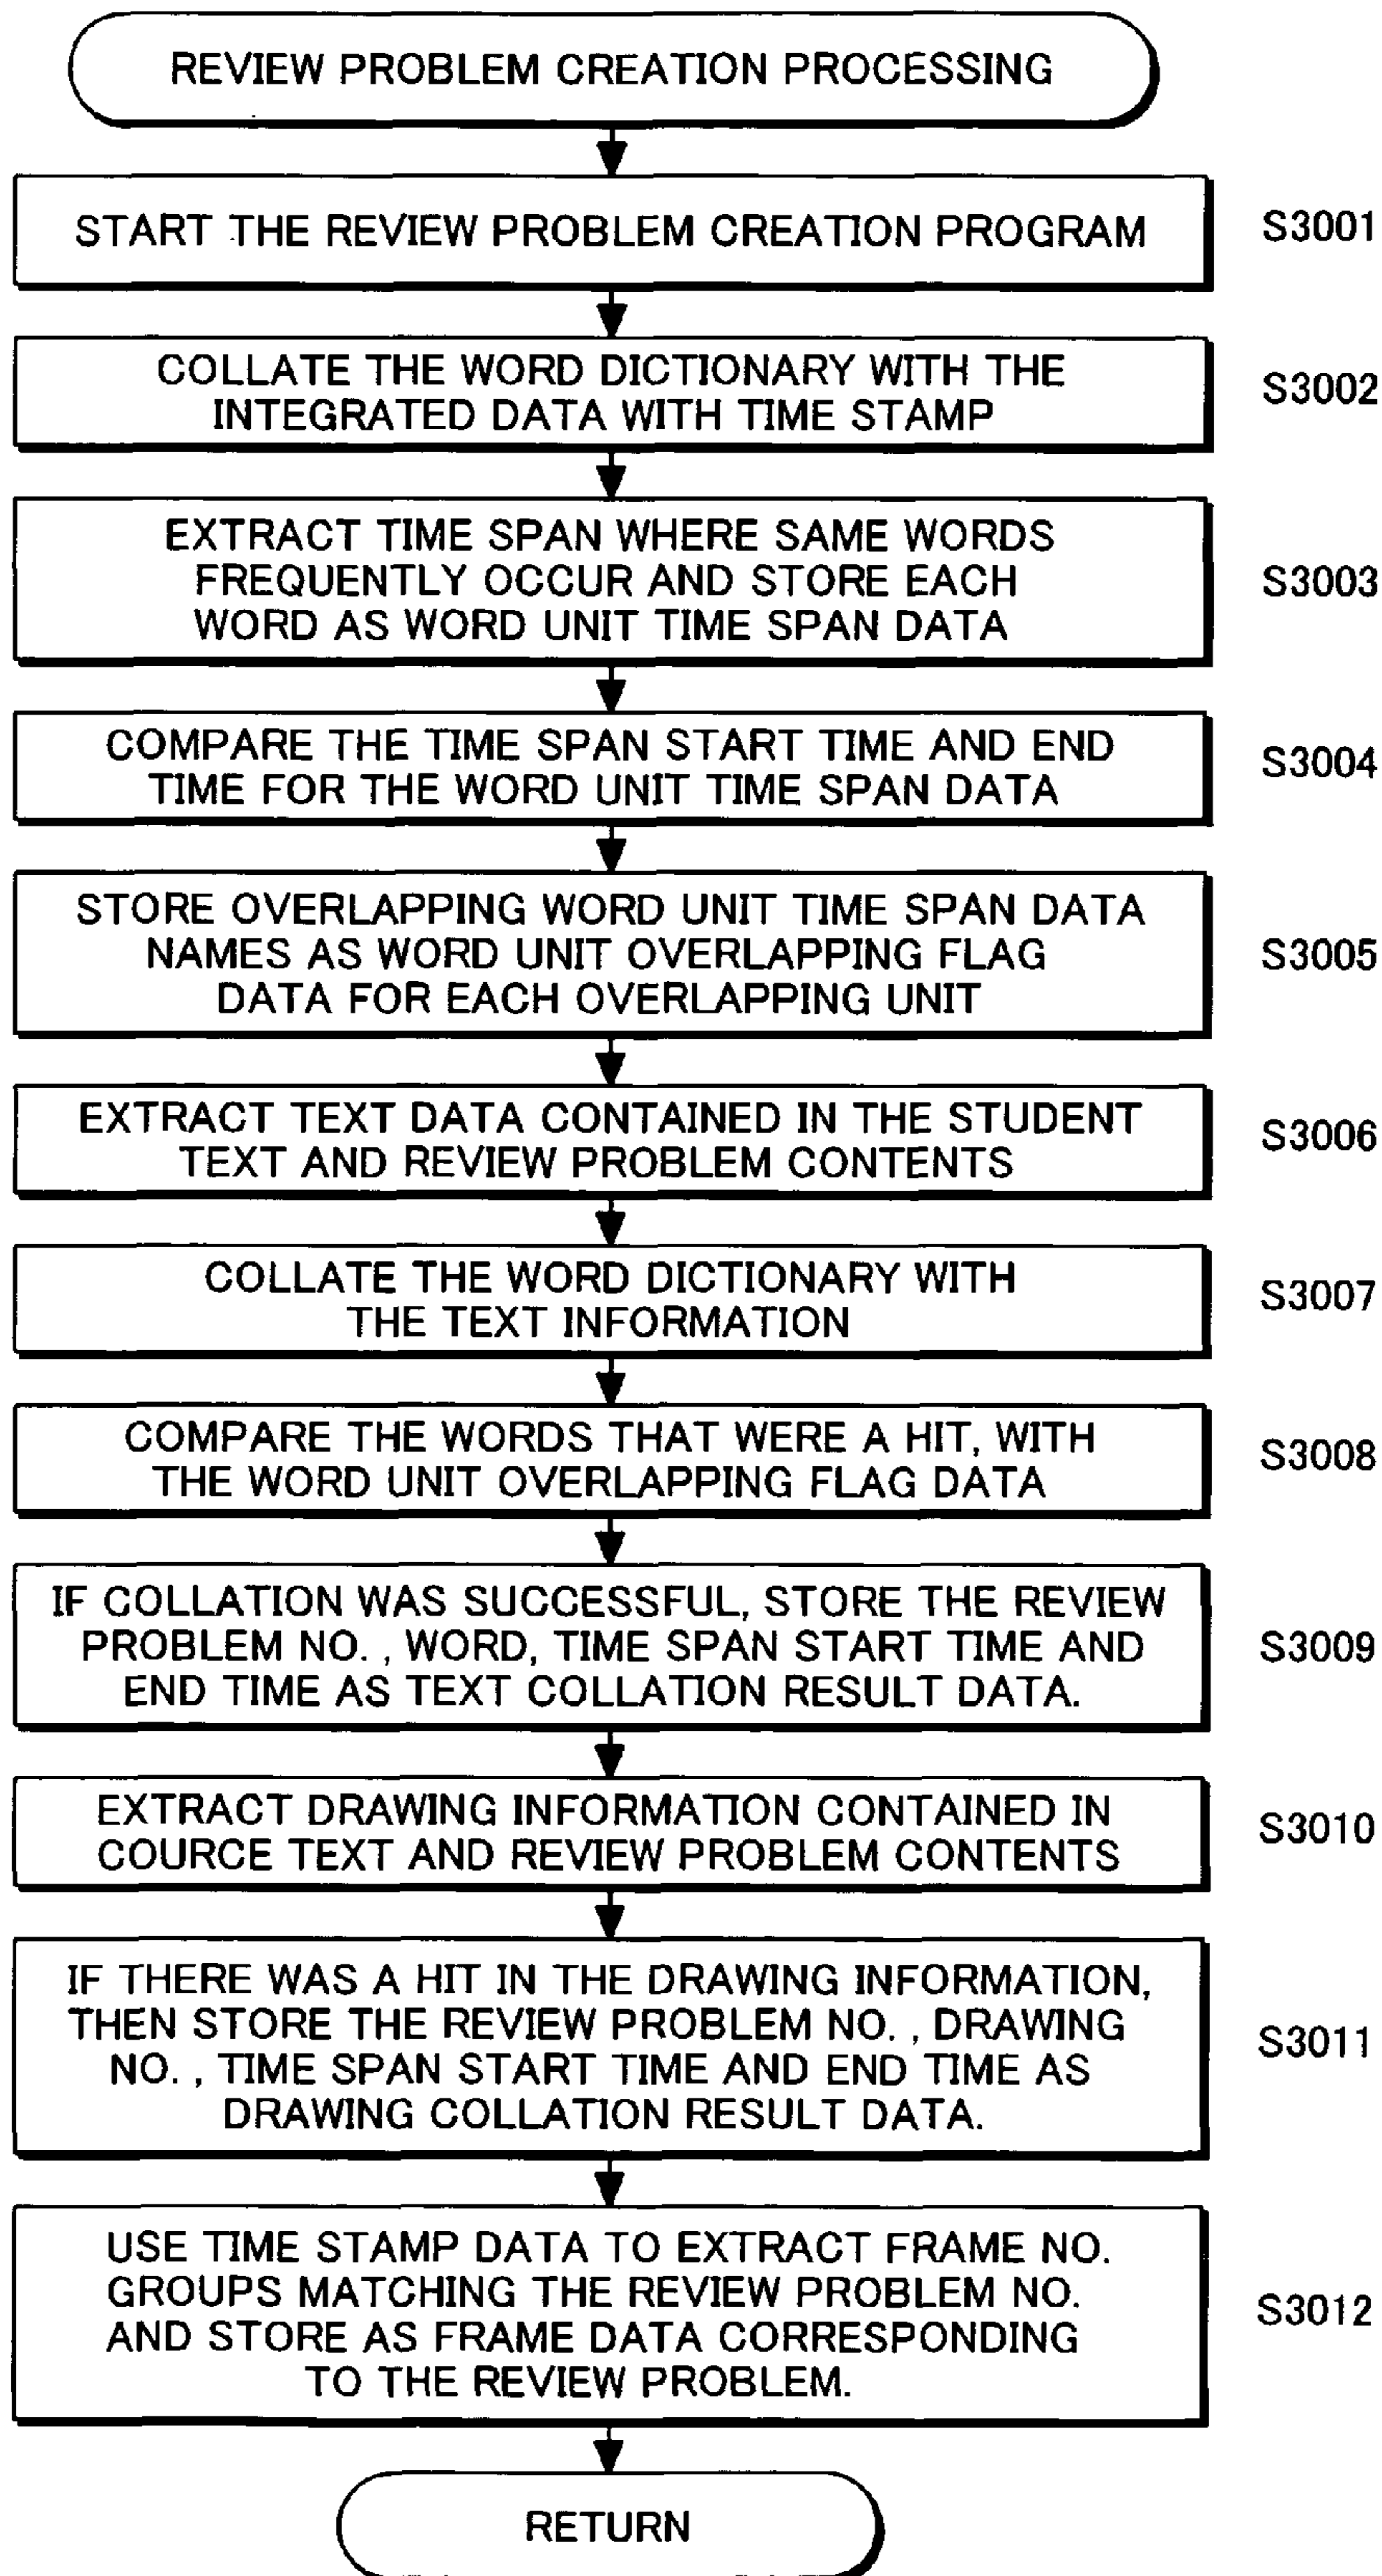 REVIEW PROBLEM CREATION PROCESSING
START THE REVIEW PROBLEM CREATION PROGRAM
S3001
COLLATE THE WORD DICTIONARY WITH THE
INTEGRATED DATA WITH TIME STAMP
S3002
EXTRACT TIME SPAN WHERE SAME WORDS
FREQUENTLY OCCUR AND STORE EACH
WORD AS WORD UNIT TIME SPAN DATA
S3003
COMPARE THE TIME SPAN START TIME AND END
TIME FOR THE WORD UNIT TIME SPAN DATA
S3004
STORE OVERLAPPING WORD UNIT TIME SPAN DATA
NAMES AS WORD UNIT OVERLAPPING FLAG
DATA FOR EACH OVERLAPPING UNIT
S3005
EXTRACT TEXT DATA CONTAINED IN THE STUDENT
TEXT AND REVIEW PROBLEM CONTENTS
S3006
COLLATE THE WORD DICTIONARY WITH
THE TEXT INFORMATION
S3007
COMPARE THE WORDS THAT WERE A HIT, WITH
THE WORD UNIT OVERLAPPING FLAG DATA
S3008
IF COLLATION WAS SUCCESSFUL, STORE THE REVIEW
PROBLEM NO. , WORD, TIME SPAN START TIME AND
END TIME AS TEXT COLLATION RESULT DATA.
S3009
EXTRACT DRAWING INFORMATION CONTAINED IN
COURCE TEXT AND REVIEW PROBLEM CONTENTS
S3010
IF THERE WAS A HIT IN THE DRAWING INFORMATION,
THEN STORE THE REVIEW PROBLEM NO. , DRAWING
NO. , TIME SPAN START TIME AND END TIME AS
DRAWING COLLATION RESULT DATA.
S3011
USE TIME STAMP DATA TO EXTRACT FRAME NO.
GROUPS MATCHING THE REVIEW PROBLEM NO.
AND STORE AS FRAME DATA CORRESPONDING
TO THE REVIEW PROBLEM.
S3012
RETURN